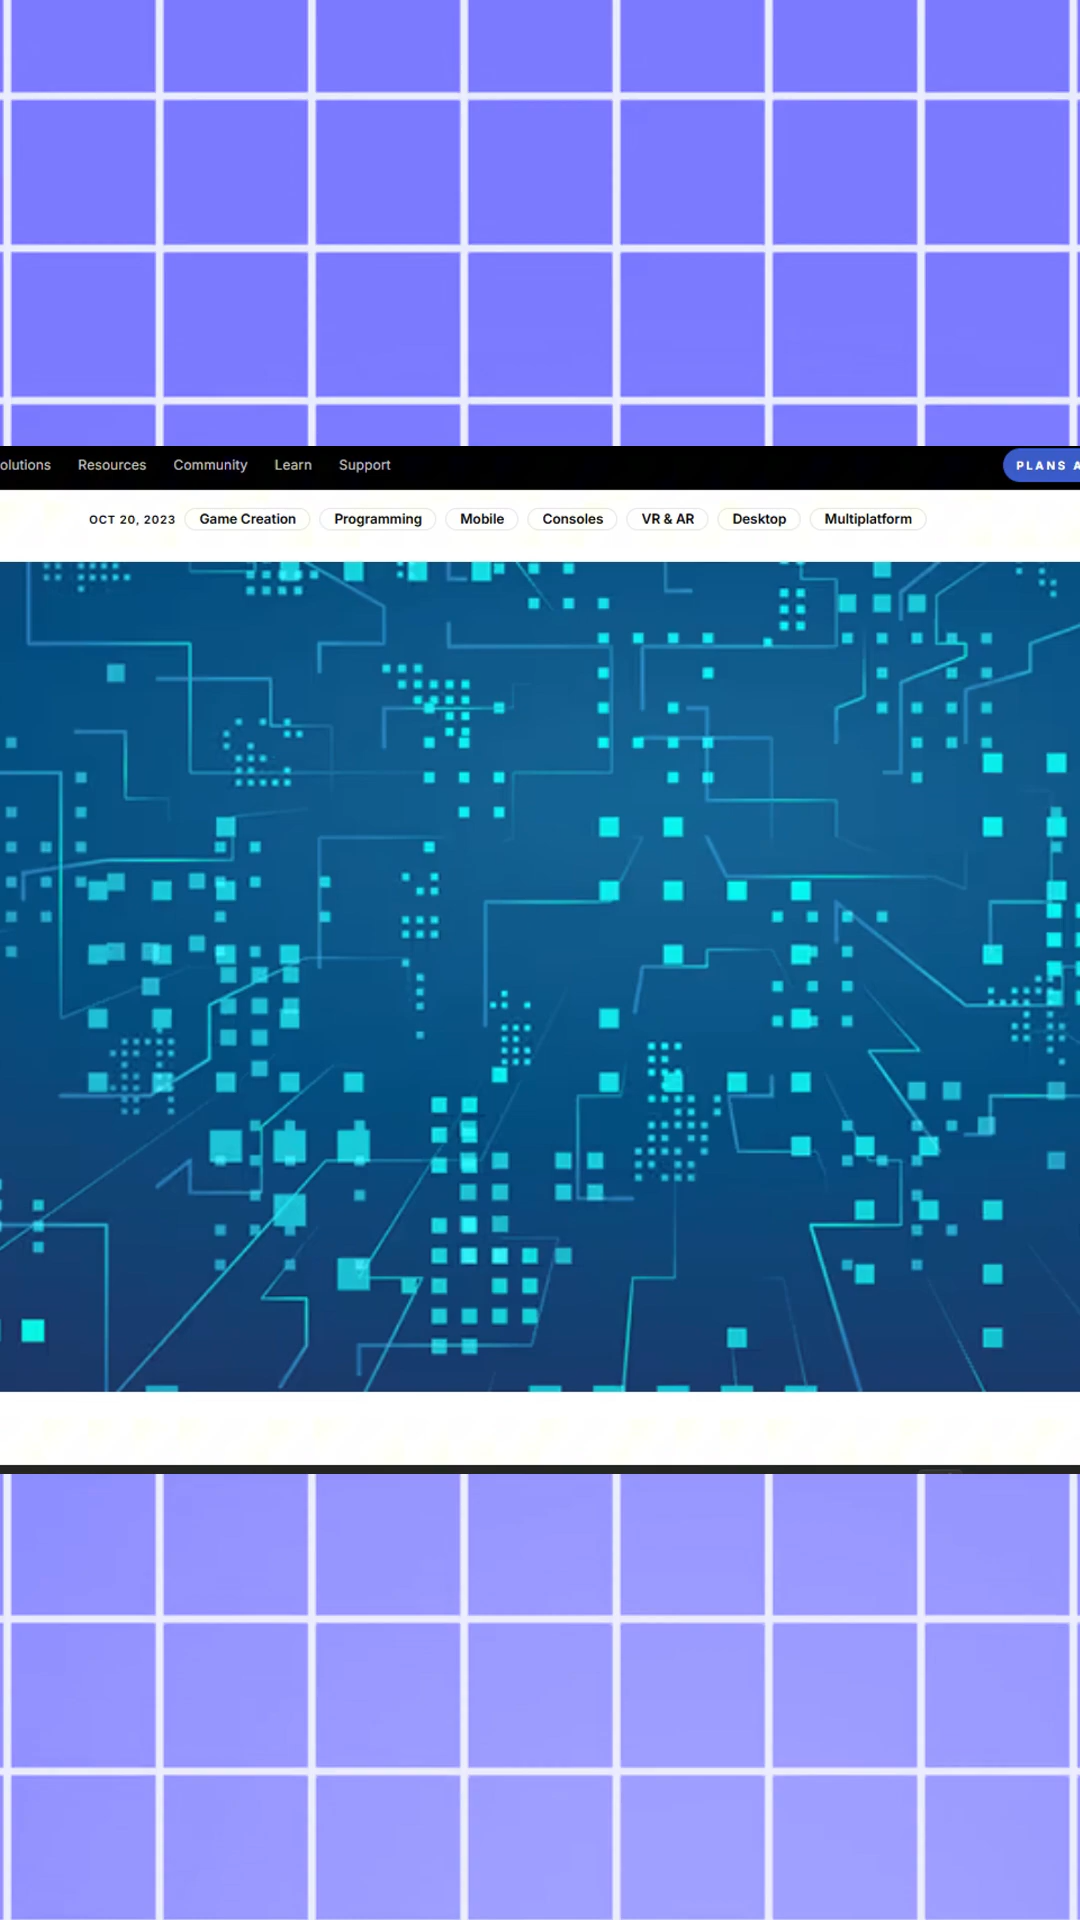 olutions Resources Community Learn Support PLANS A
OCT 20, 2023 Game Creation Programming Mobile Consoles VR & AR Desktop Multiplatform